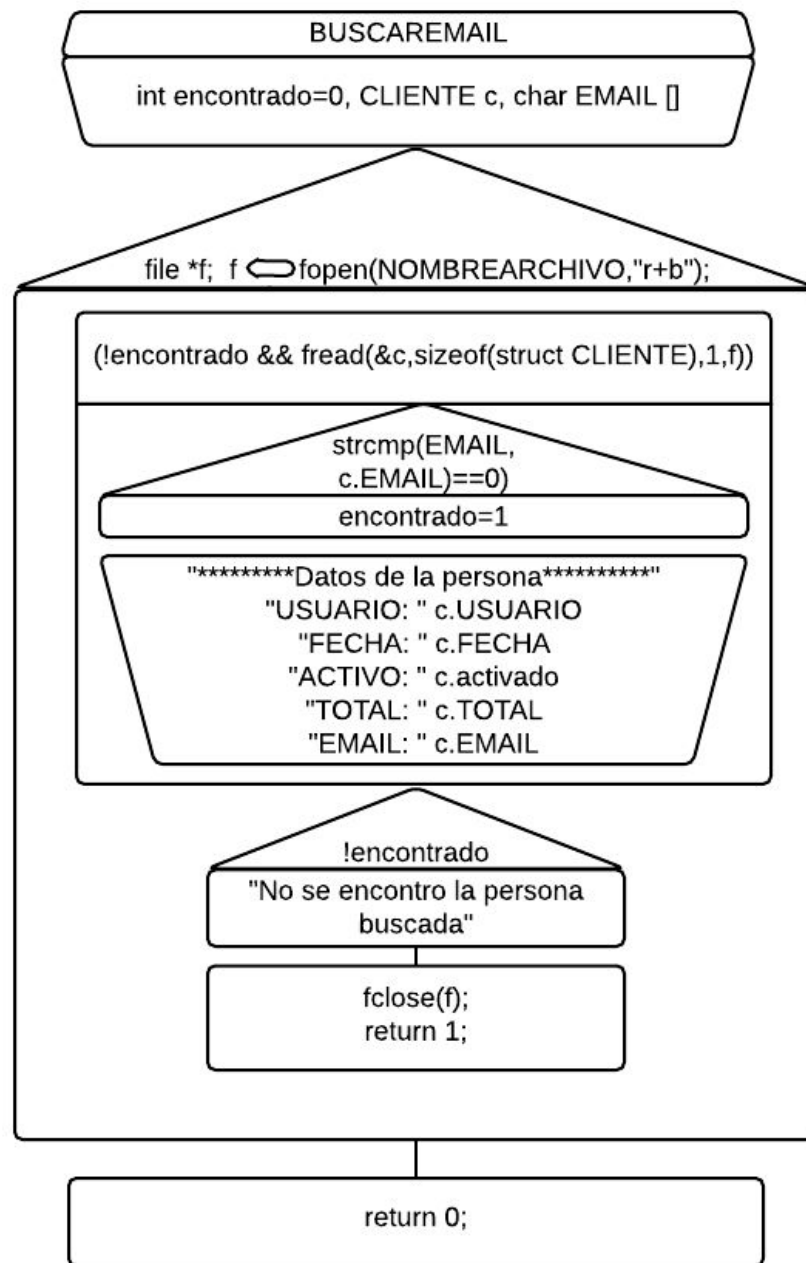 BUSCAREMAIL
int encontrado=0, CLIENTE c, char EMAIL []
file *f; f fopen(NOMBREARCHIVO,"r+b");
(!encontrado && fread(&c,sizeof(struct CLIENTE),1,f))
strcmp(EMAIL,
c.EMAIL)==0)
encontrado=1
"*********Datos de la persona**********"
"USUARIO: " c.USUARIO
"FECHA: " c.FECHA
"ACTIVO: " c.activado
"TOTAL: " c.TOTAL
"EMAIL: " c.EMAIL
!encontrado
"No se encontro la persona
buscada"
fclose(f);
return 1;
return 0;